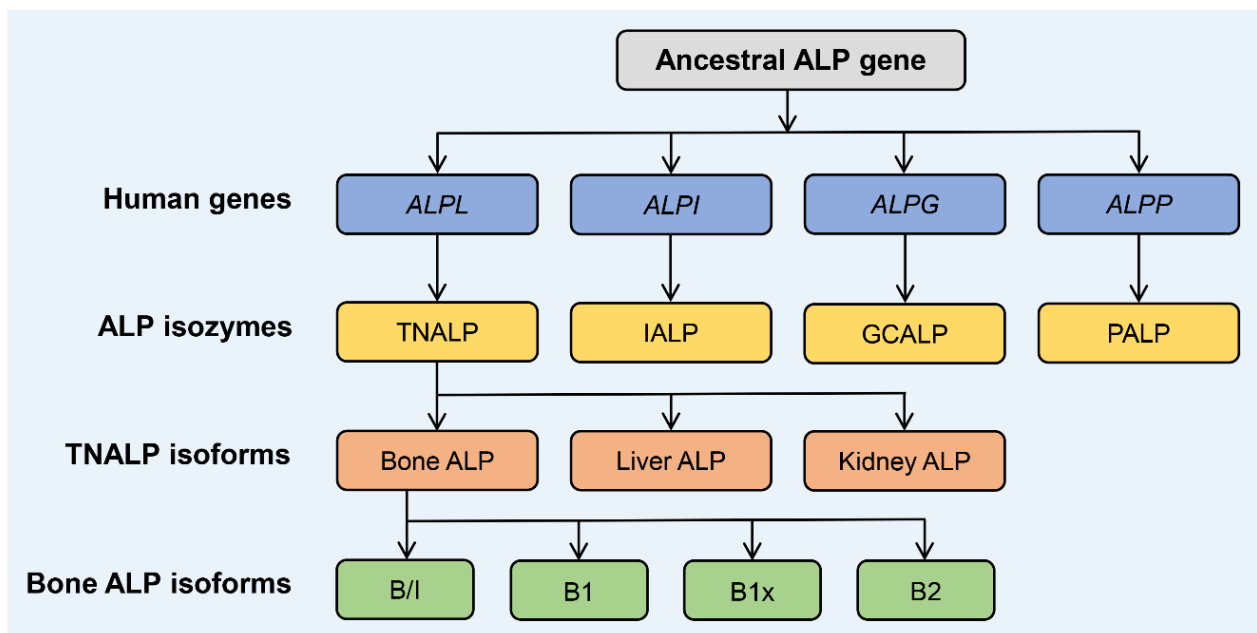 Ancestral ALP gene
Human genes
ALPL
ALPI
ALPG
ALPP
ALP isozymes
TNALP
IALP
GCALP
PALP
TNALP isoforms
Bone ALP
Liver ALP
Kidney ALP
Bone ALP isoforms
B/I
B1
B1x
B2